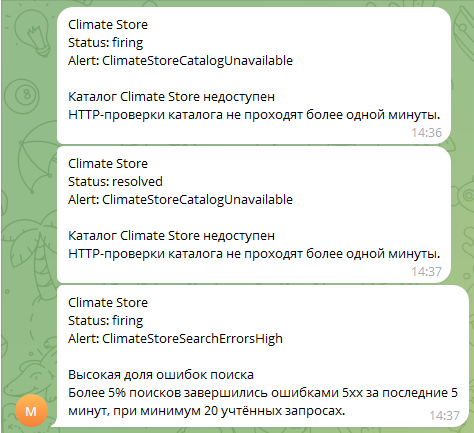 Climate Store
Status: firing
Alert: ClimateStoreCatalogUnavailable
Каталог Climate Store недоступен
HTTP-проверки каталога не проходят более одной минуты.
14:36
Climate Store
Status: resolved
Alert: ClimateStoreCatalogUnavailable
Каталог Climate Store недоступен
HTTP-проверки каталога не проходят более одной минуты.
14:37
Climate Store
Status: firing
Alert: ClimateStoreSearchErrorsHigh
Высокая доля ошибок поиска
Более 5% поисков завершились ошибками 5xx за последние 5
минут, при минимум 20 учтённых запросах.
М
14:37